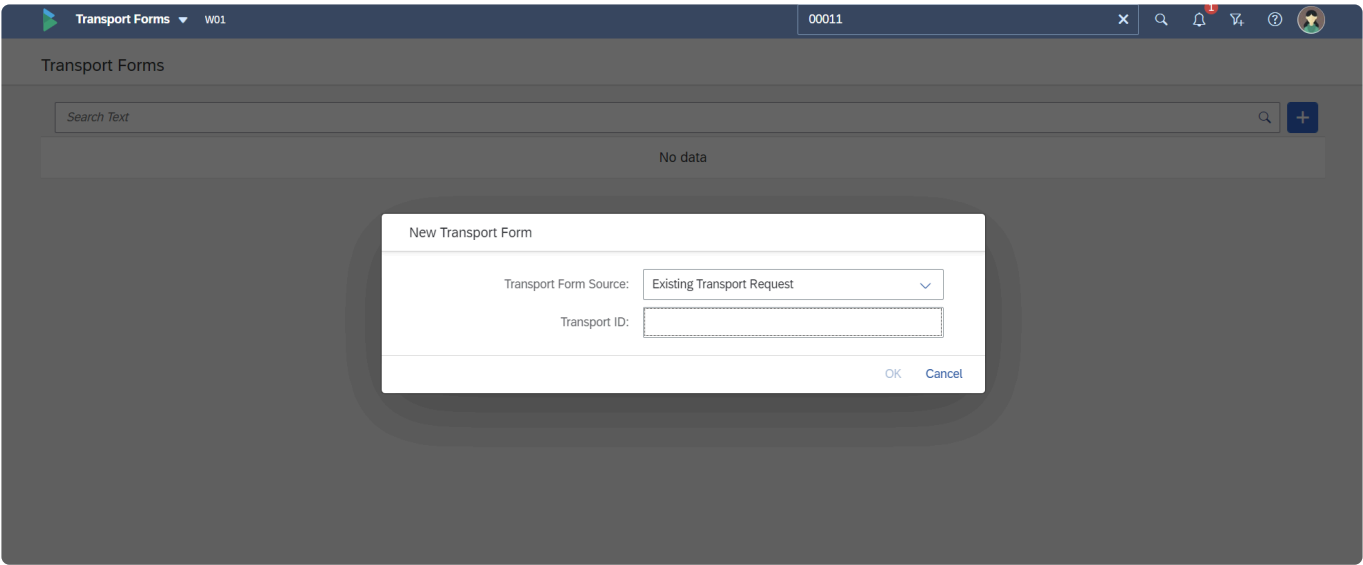 Transport Forms W01 00011 1
Transport Forms
Search Text
No data
New Transport Form
Transport Form Source: Existing Transport Request
Transport ID:
OK Cancel